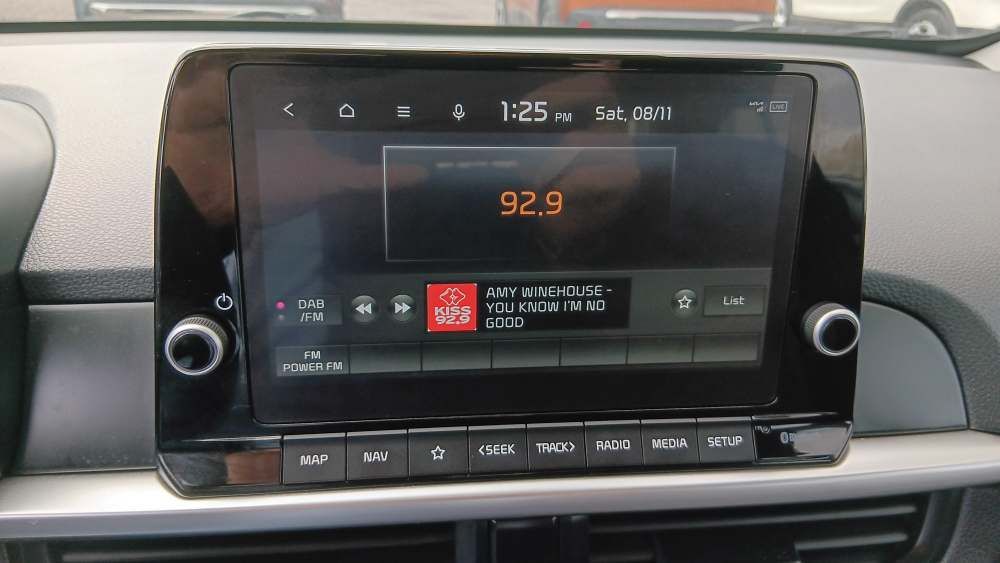 1:25 PM Sat, 08/11 LIVE
92.9
DAB
/FM
KISS
92.9
AMY WINEHOUSE -
YOU KNOW I'M NO
GOOD
List
FM
POWER FM
MAP NAV <SEEK TRACK> RADIO MEDIA SETUP